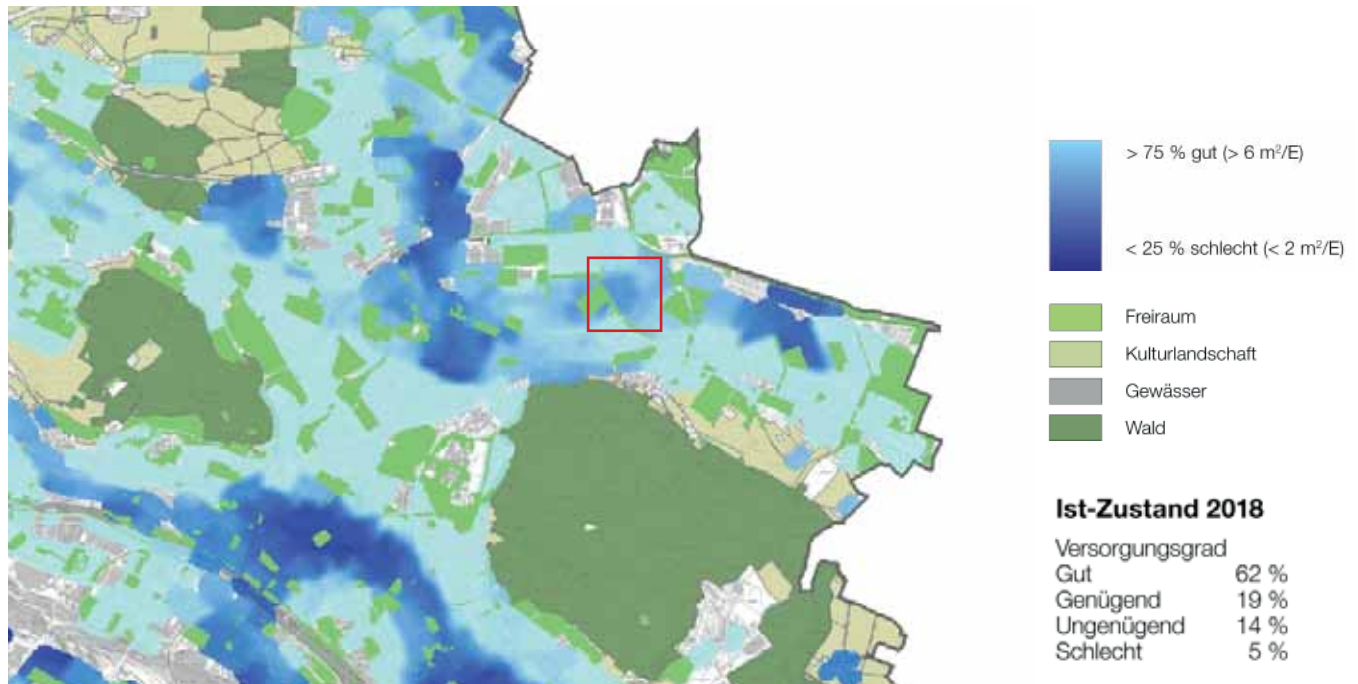 > 75 % gut (> 6 m²/E)
< 25 % schlecht (< 2 m²/E)
Freiraum
Kulturlandschaft
Gewässer
Wald
Ist-Zustand 2018
Versorgungsgrad
Gut 62 %
Genügend 19 %
Ungenügend 14 %
Schlecht 5 %